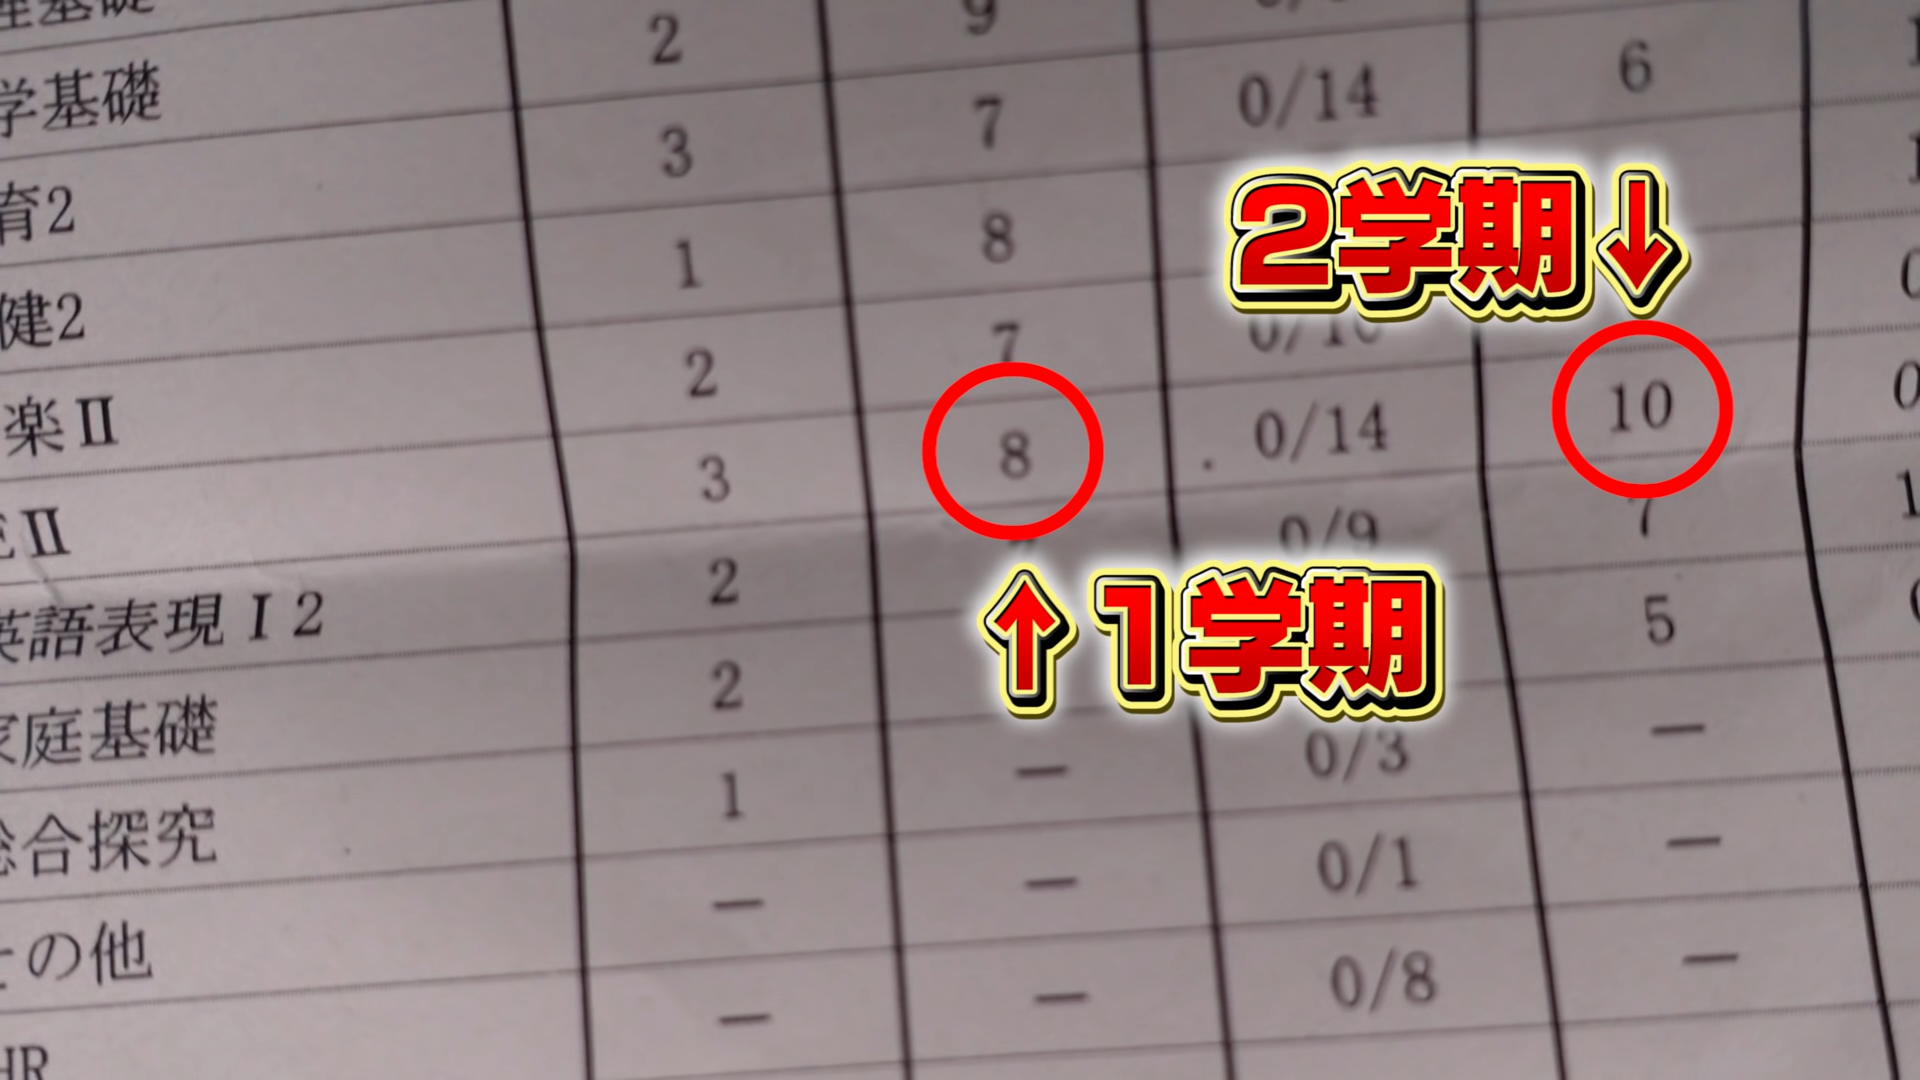 学基礎 2 9
育2 3 7 0/14 6
健2 1 8
2学期↓
楽Ⅱ 2 7
Ⅱ 3 8 0/14 10
英語表現Ⅰ2 2 0/9 7
↑1学期
家庭基礎 2 5
総合探究 1 — 0/3 —
その他 — — 0/1 —
HR — — 0/8 —